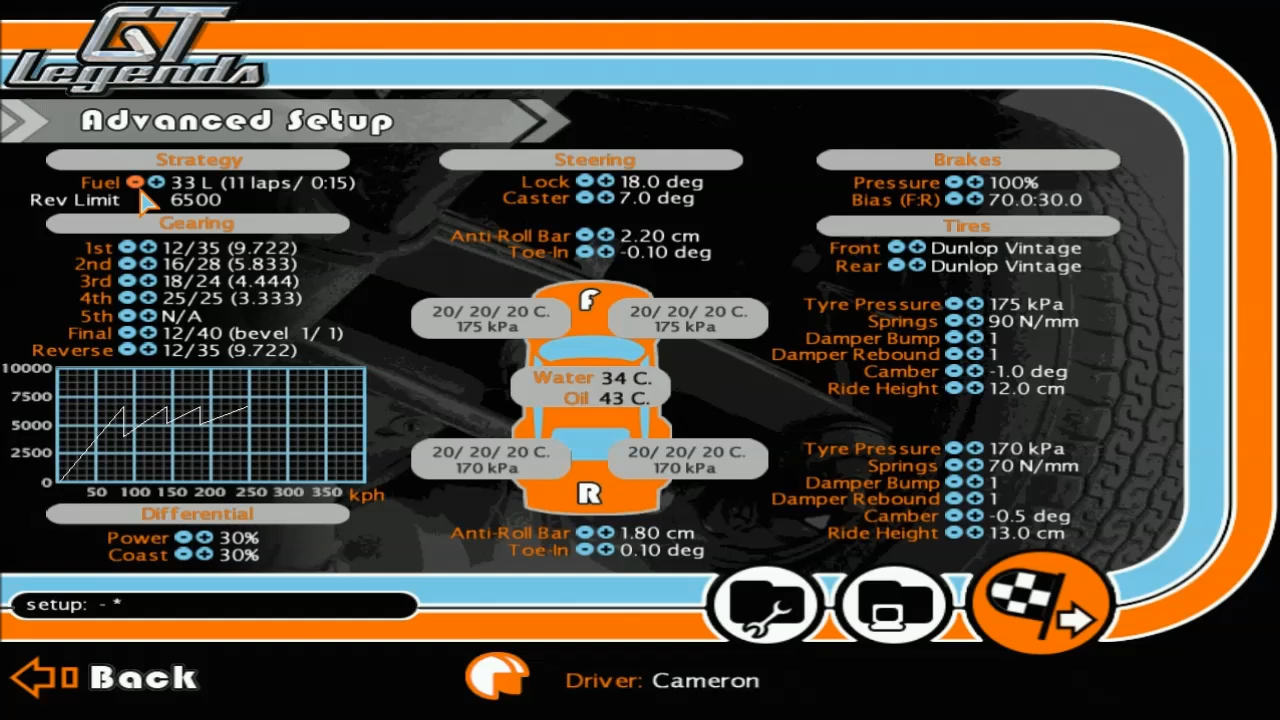 GT
Legends
Advanced Setup
Strategy
Fuel 33 L (11 laps/ 0:15)
Rev Limit 6500
Gearing
1st 12/35 (9.722)
2nd 16/28 (5.833)
3rd 18/24 (4.444)
4th 25/25 (3.333)
5th N/A
Final 12/40 (bevel 1/ 1)
Reverse 12/35 (9.722)
10000
7500
5000
2500
0
50 100 150 200 250 300 350 kph
Differential
Power 30%
Coast 30%
Steering
Lock 18.0 deg
Caster 7.0 deg
Anti-Roll Bar 2.20 cm
Toe-In -0.10 deg
F
20/ 20/ 20 C. 20/ 20/ 20 C.
175 kPa 175 kPa
Water 34 C.
Oil 43 C.
20/ 20/ 20 C. 20/ 20/ 20 C.
170 kPa 170 kPa
R
Anti-Roll Bar 1.80 cm
Toe-In 0.10 deg
Brakes
Pressure 100%
Bias (F:R) 70.0:30.0
Tires
Front Dunlop Vintage
Rear Dunlop Vintage
Tyre Pressure 175 kPa
Springs 90 N/mm
Damper Bump 1
Damper Rebound 1
Camber -1.0 deg
Ride Height 12.0 cm
Tyre Pressure 170 kPa
Springs 70 N/mm
Damper Bump 1
Damper Rebound 1
Camber -0.5 deg
Ride Height 13.0 cm
setup: - *
Back
Driver: Cameron